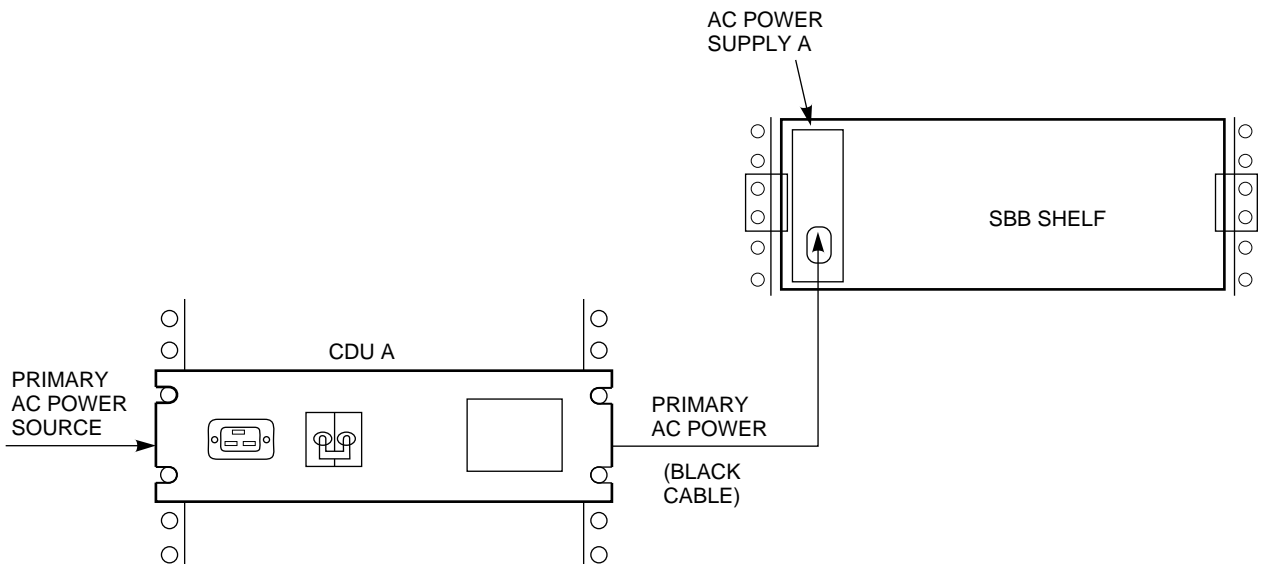 AC POWER
SUPPLY A
SBB SHELF
CDU A
PRIMARY
AC POWER
SOURCE
PRIMARY
AC POWER
(BLACK
CABLE)